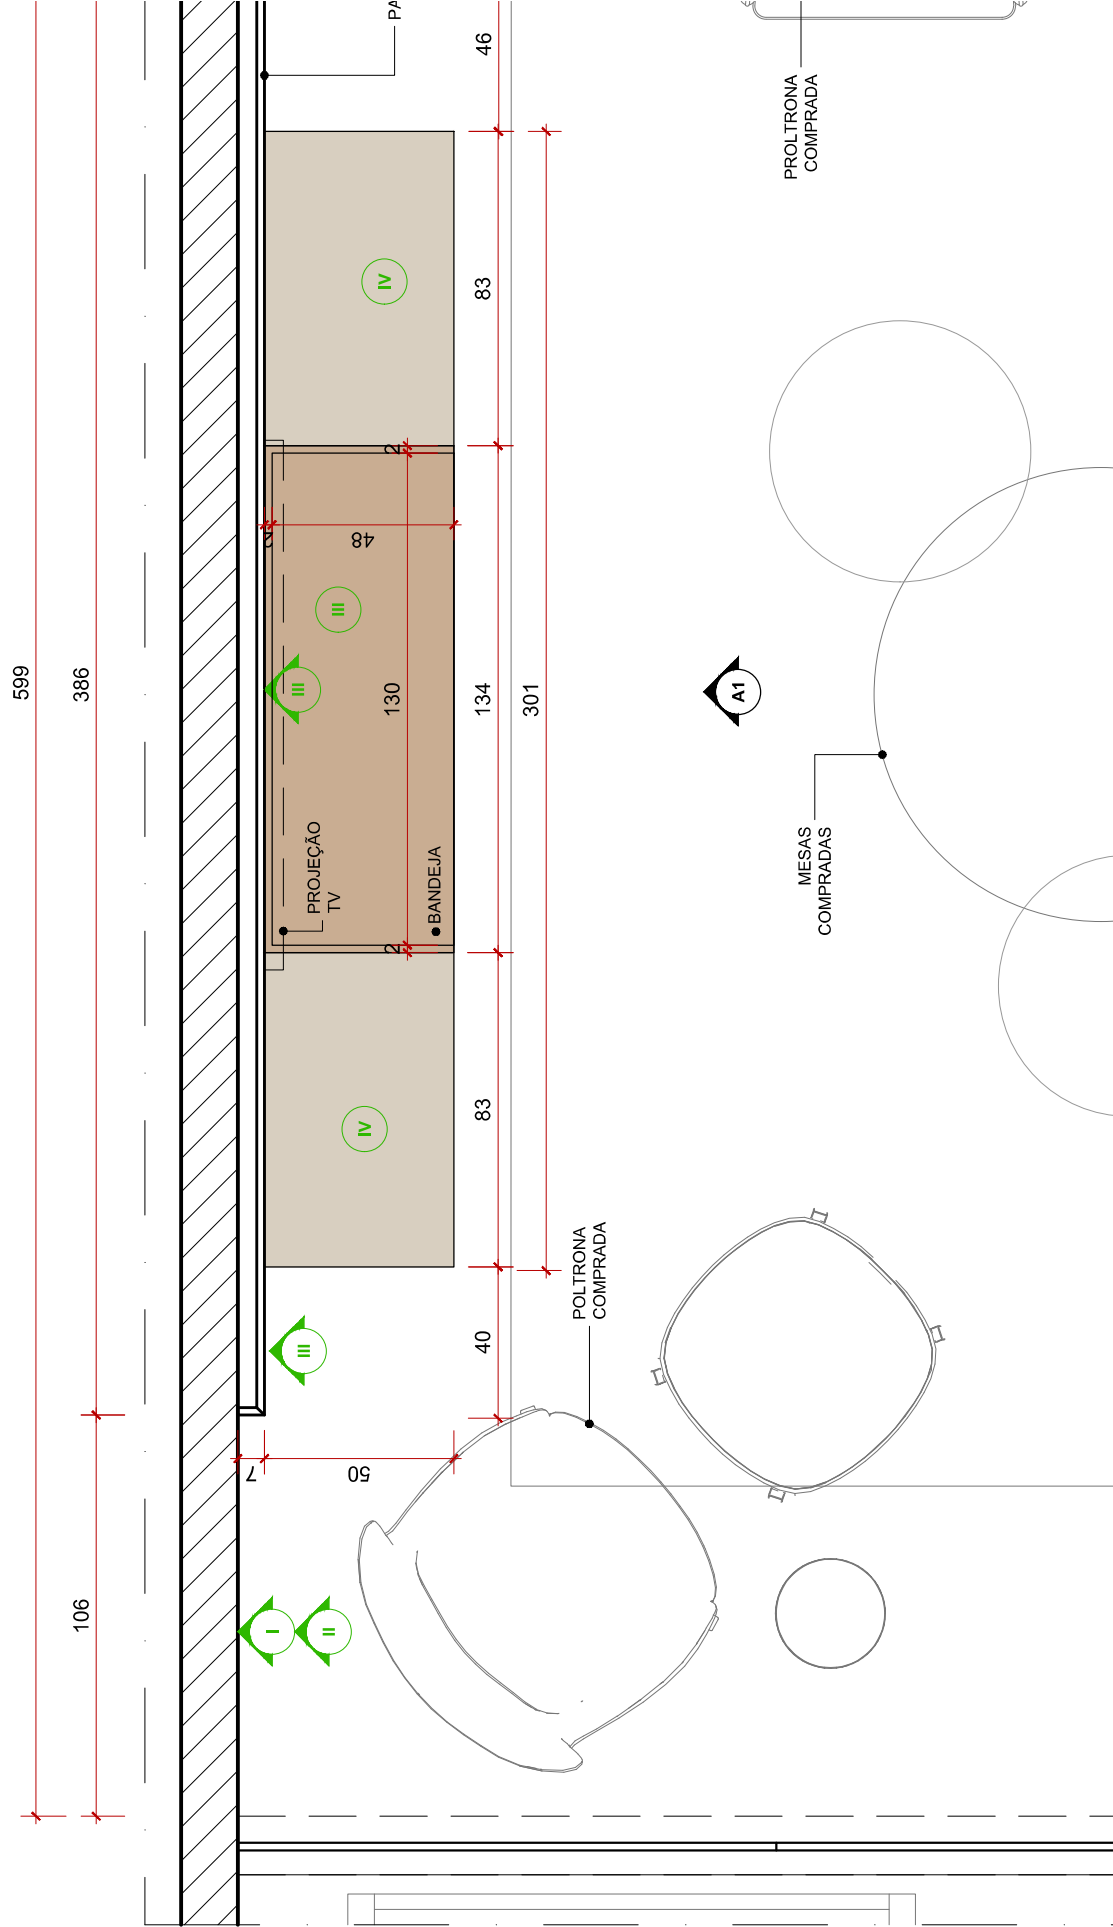 599
386
106
PA
46
83
134
301
83
40
2
48
2
130
2
7
50
IV
III
III
IV
III
I
II
A1
PROJEÇÃO
TV
BANDEJA
PROLTRONA
COMPRADA
MESAS
COMPRADAS
POLTRONA
COMPRADA